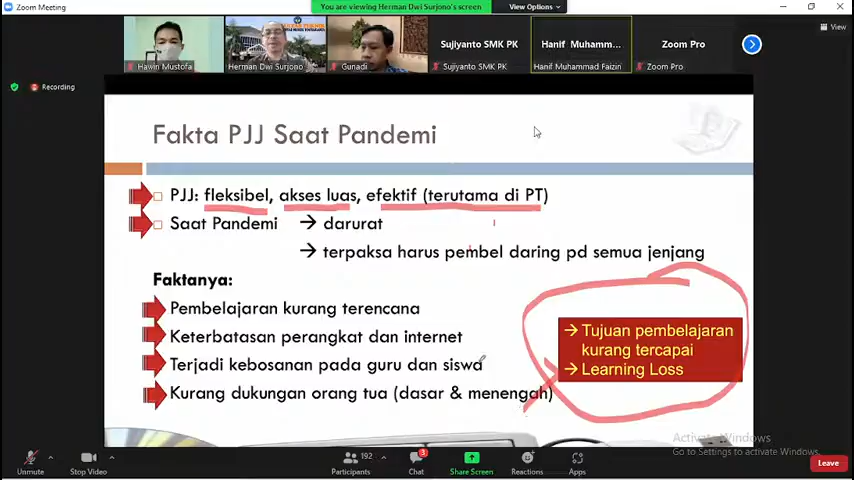 Zoom Meeting
You are viewing Herman Dwi Surjono's screen
View Options
View
Recording
Hawin Mustofa
Herman Dwi Surjono
Gunadi
Sujiyanto SMK PK
Sujiyanto SMK PK
Hanif Muhamm...
Hanif Muhammad Faizin
Zoom Pro
Zoom Pro
Fakta PJJ Saat Pandemi
PJJ: fleksibel, akses luas, efektif (terutama di PT)
Saat Pandemi → darurat
→ terpaksa harus pembel daring pd semua jenjang
Faktanya:
Pembelajaran kurang terencana
Keterbatasan perangkat dan internet
Terjadi kebosanan pada guru dan siswa
Kurang dukungan orang tua (dasar & menengah)
→ Tujuan pembelajaran
kurang tercapai
→ Learning Loss
Activate Windows
Go to Settings to activate Windows.
Unmute
Stop Video
192
Participants
3
Chat
Share Screen
Reactions
Apps
Leave